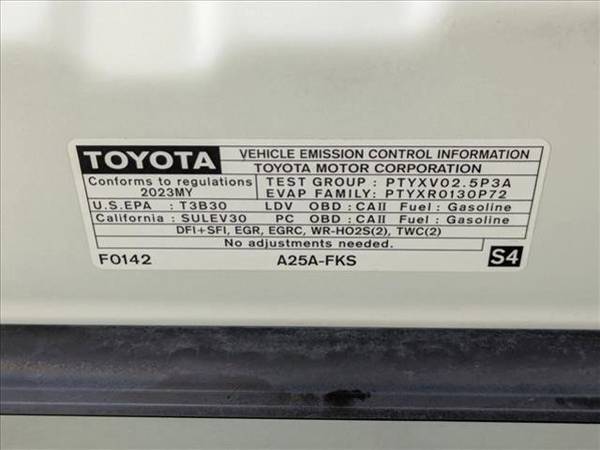 TOYOTA VEHICLE EMISSION CONTROL INFORMATION
TOYOTA MOTOR CORPORATION
Conforms to regulations TEST GROUP : PTYXV02.5P3A
2023MY EVAP FAMILY: PTYXR0130P72
U.S.EPA : T3B30 LDV OBD : CAII Fuel : Gasoline
California : SULEV30 PC OBD : CAII Fuel : Gasoline
DFI+SFI, EGR, EGRC, WR-HO2S(2), TWC(2)
No adjustments needed.
F0142 A25A-FKS S4